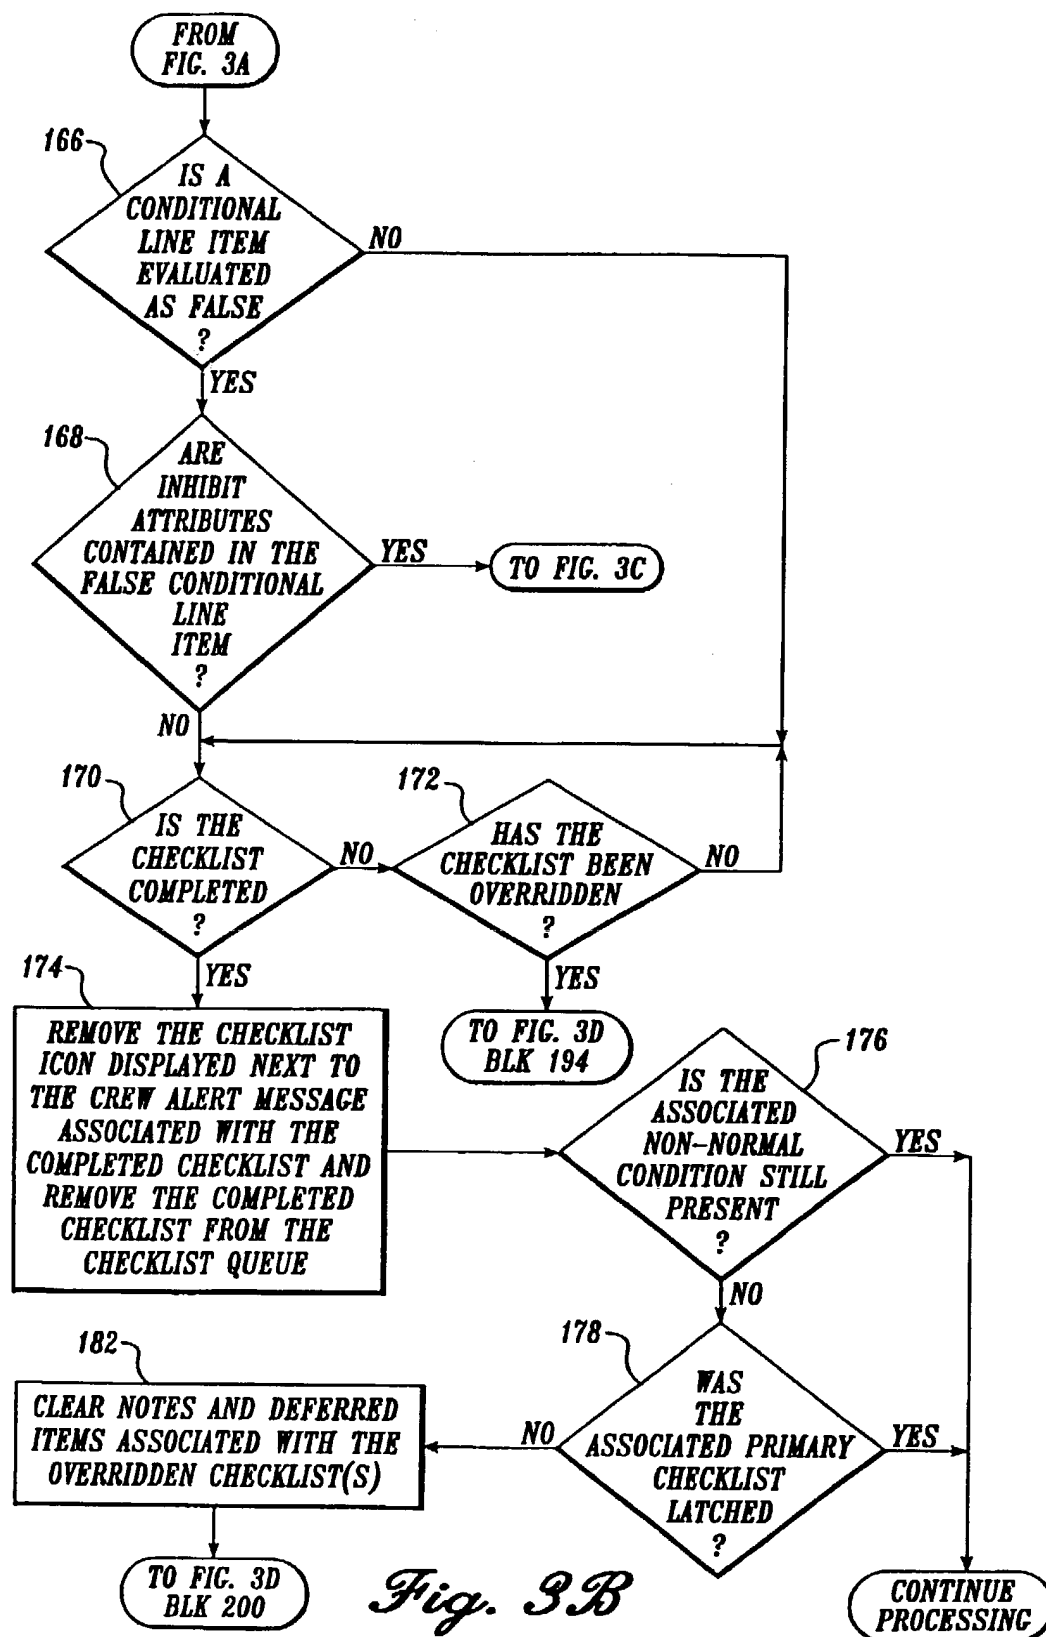 FROM
FIG. 3A
166
IS A
CONDITIONAL
LINE ITEM
EVALUATED
AS FALSE
?
NO
YES
168
ARE
INHIBIT
ATTRIBUTES
CONTAINED IN THE
FALSE CONDITIONAL
LINE
ITEM
?
YES
TO FIG. 3C
NO
170
IS THE
CHECKLIST
COMPLETED
?
NO
172
HAS THE
CHECKLIST BEEN
OVERRIDDEN
?
NO
YES
YES
TO FIG. 3D
BLK 194
174
REMOVE THE CHECKLIST
ICON DISPLAYED NEXT TO
THE CREW ALERT MESSAGE
ASSOCIATED WITH THE
COMPLETED CHECKLIST AND
REMOVE THE COMPLETED
CHECKLIST FROM THE
CHECKLIST QUEUE
176
IS THE
ASSOCIATED
NON-NORMAL
CONDITION STILL
PRESENT
?
YES
NO
178
WAS
THE
ASSOCIATED PRIMARY
CHECKLIST
LATCHED
?
YES
NO
182
CLEAR NOTES AND DEFERRED
ITEMS ASSOCIATED WITH THE
OVERRIDDEN CHECKLIST(S)
TO FIG. 3D
BLK 200
CONTINUE
PROCESSING
Fig. 3B